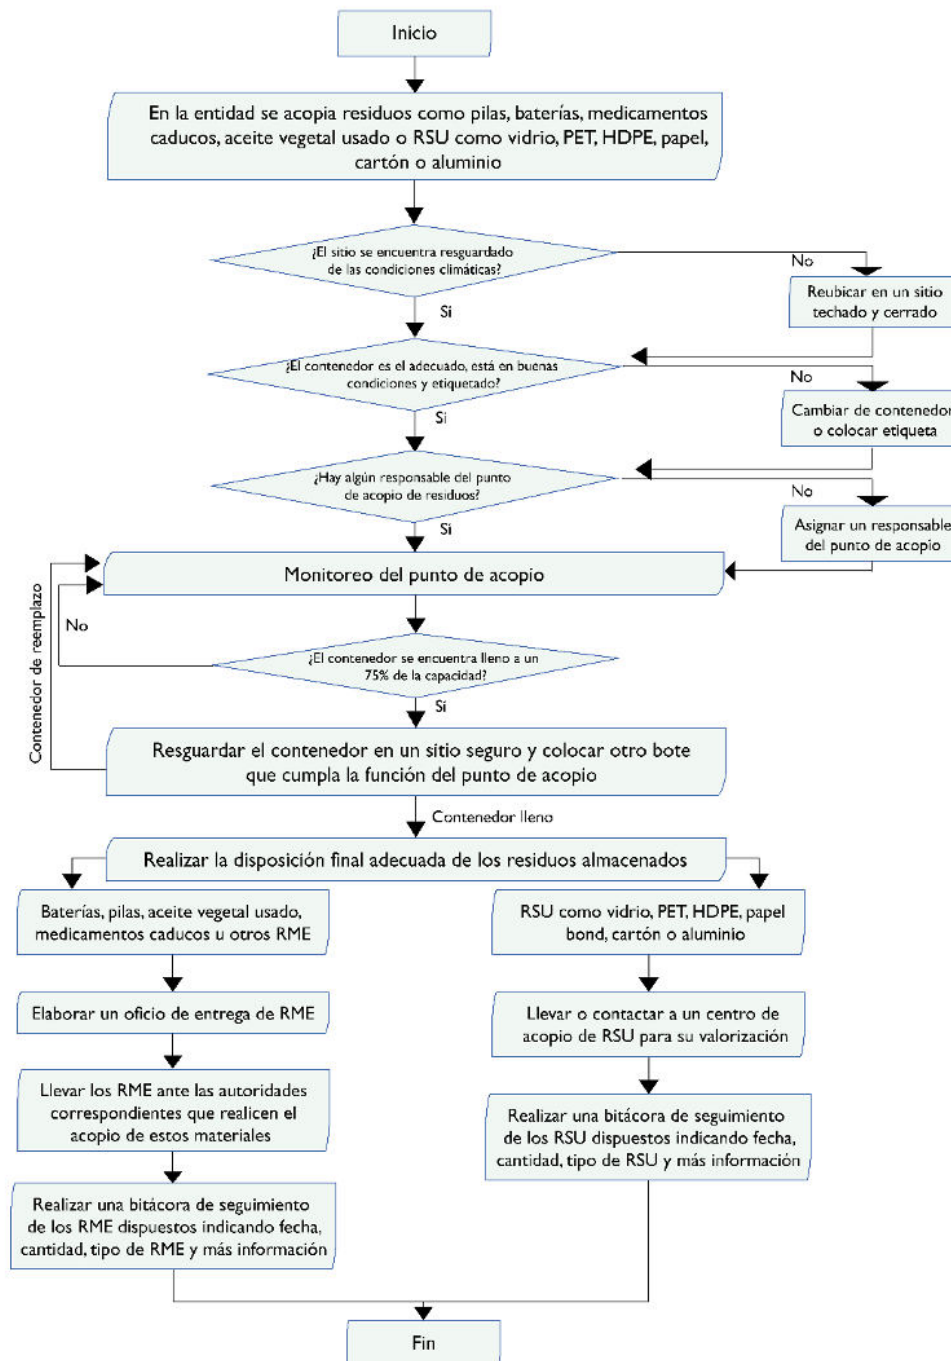 Inicio
En la entidad se acopia residuos como pilas, baterías, medicamentos
caducos, aceite vegetal usado o RSU como vidrio, PET, HDPE, papel,
cartón o aluminio
¿El sitio se encuentra resguardado
de las condiciones climáticas?
No
Reubicar en un sitio
techado y cerrado
Sí
¿El contenedor es el adecuado, está en buenas
condiciones y etiquetado?
No
Cambiar de contenedor
o colocar etiqueta
Sí
¿Hay algún responsable del punto
de acopio de residuos?
No
Asignar un responsable
del punto de acopio
Sí
Monitoreo del punto de acopio
No
Contenedor de reemplazo
¿El contenedor se encuentra lleno a un
75% de la capacidad?
Sí
Resguardar el contenedor en un sitio seguro y colocar otro bote
que cumpla la función del punto de acopio
Contenedor lleno
Realizar la disposición final adecuada de los residuos almacenados
Baterías, pilas, aceite vegetal usado,
medicamentos caducos u otros RME
Elaborar un oficio de entrega de RME
Llevar los RME ante las autoridades
correspondientes que realicen el
acopio de estos materiales
Realizar una bitácora de seguimiento
de los RME dispuestos indicando fecha,
cantidad, tipo de RME y más información
RSU como vidrio, PET, HDPE, papel
bond, cartón o aluminio
Llevar o contactar a un centro de
acopio de RSU para su valorización
Realizar una bitácora de seguimiento
de los RSU dispuestos indicando fecha,
cantidad, tipo de RSU y más información
Fin